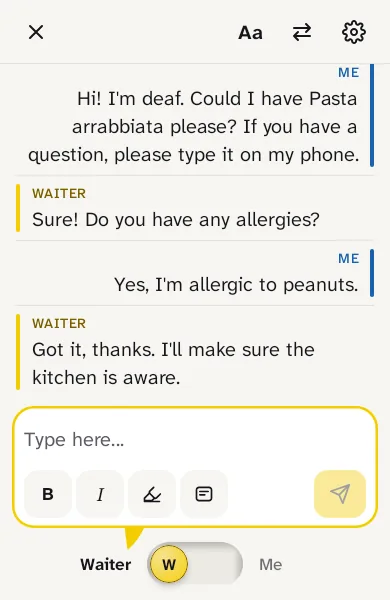 Aa
ME
Hi! I'm deaf. Could I have Pasta
arrabbiata please? If you have a
question, please type it on my phone.
WAITER
Sure! Do you have any allergies?
ME
Yes, I'm allergic to peanuts.
WAITER
Got it, thanks. I'll make sure the
kitchen is aware.
Type here...
B I
Waiter W Me